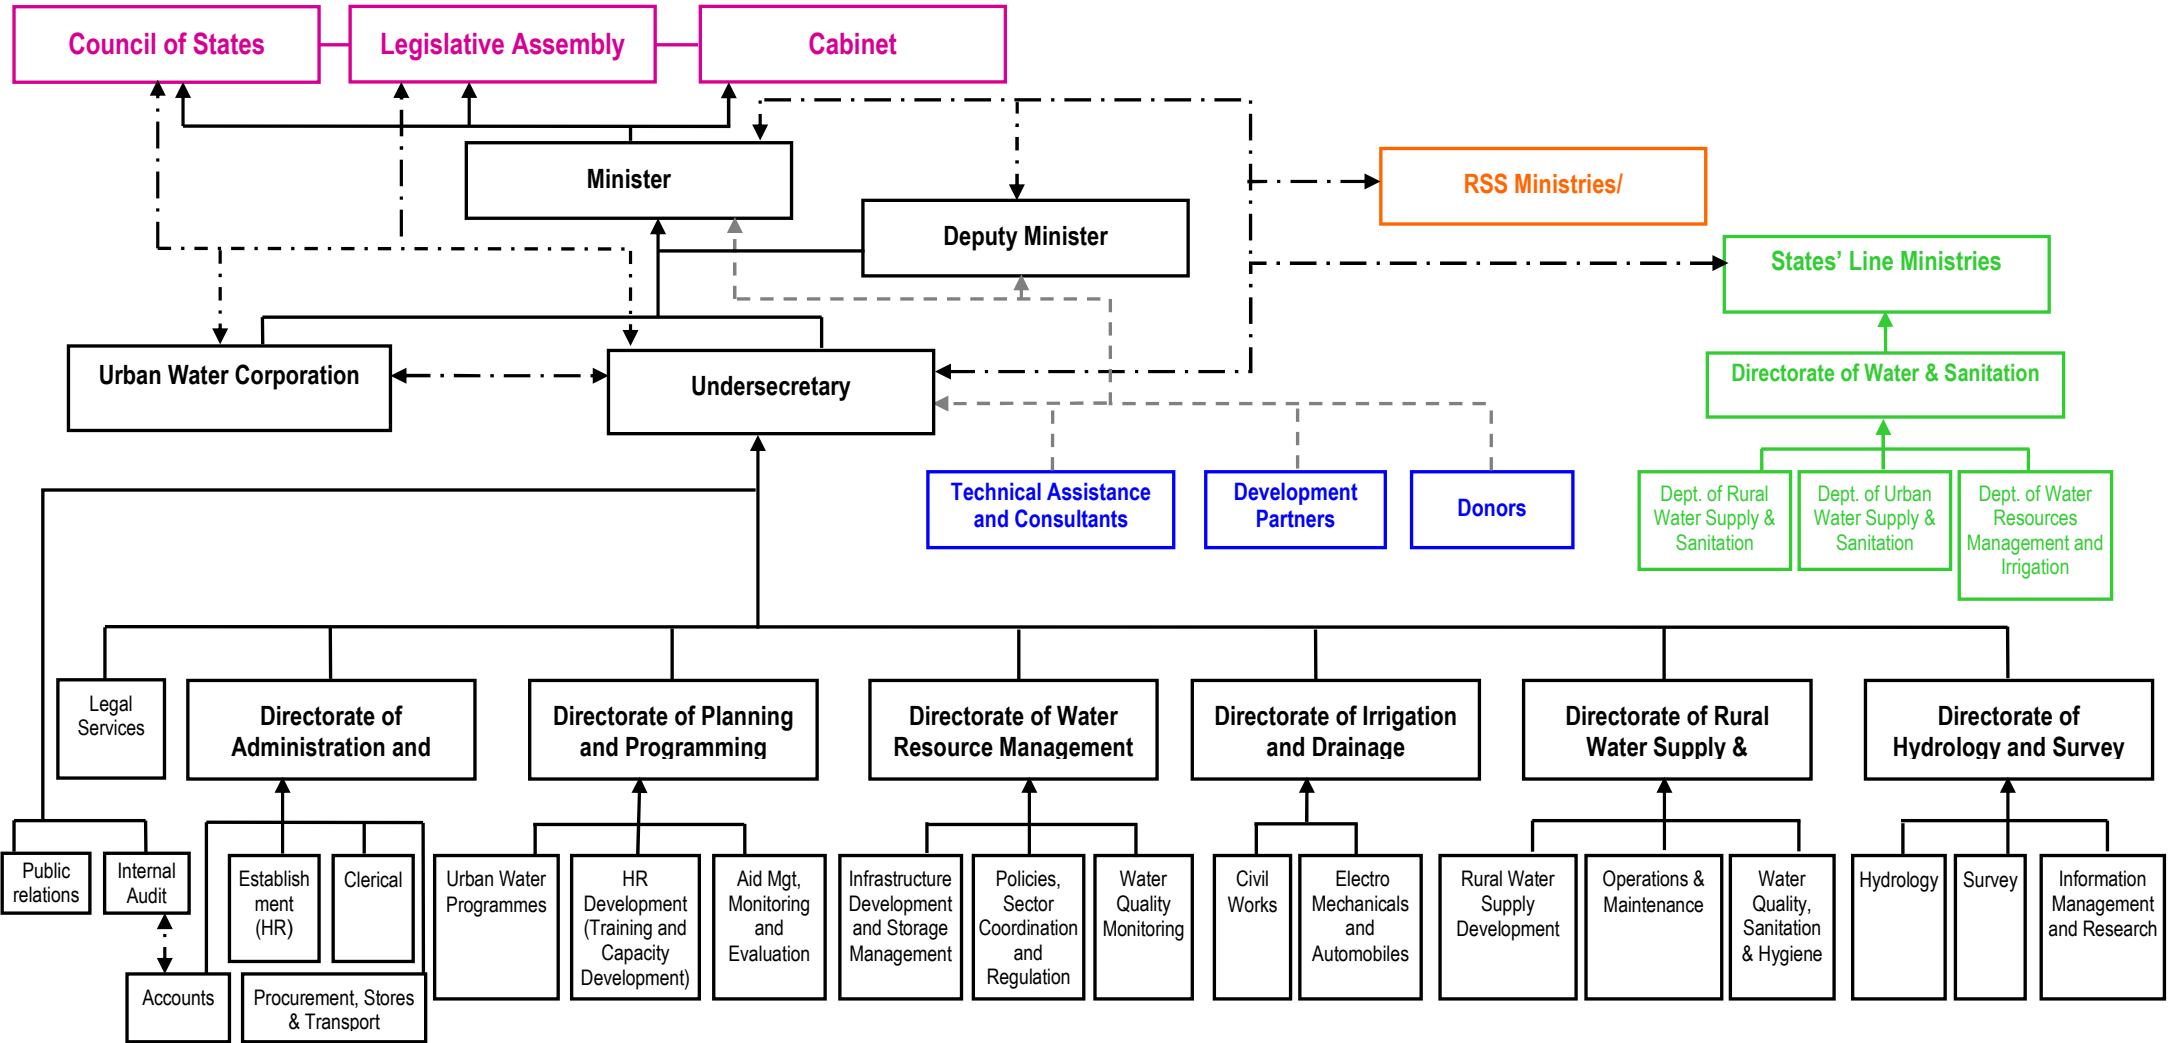 Council of States
Legislative Assembly
Cabinet
Minister
RSS Ministries/
Deputy Minister
States’ Line Ministries
Urban Water Corporation
Undersecretary
Directorate of Water & Sanitation
Technical Assistance
and Consultants
Development
Partners
Donors
Dept. of Rural
Water Supply &
Sanitation
Dept. of Urban
Water Supply &
Sanitation
Dept. of Water
Resources
Management and
Irrigation
Legal
Services
Directorate of
Administration and
Directorate of Planning
and Programming
Directorate of Water
Resource Management
Directorate of Irrigation
and Drainage
Directorate of Rural
Water Supply &
Directorate of
Hydrology and Survey
Public
relations
Internal
Audit
Establish
ment
(HR)
Clerical
Urban Water
Programmes
HR
Development
(Training and
Capacity
Development)
Aid Mgt,
Monitoring
and
Evaluation
Infrastructure
Development
and Storage
Management
Policies,
Sector
Coordination
and
Regulation
Water
Quality
Monitoring
Civil
Works
Electro
Mechanicals
and
Automobiles
Rural Water
Supply
Development
Operations &
Maintenance
Water
Quality,
Sanitation
& Hygiene
Hydrology
Survey
Information
Management
and Research
Accounts
Procurement, Stores
& Transport